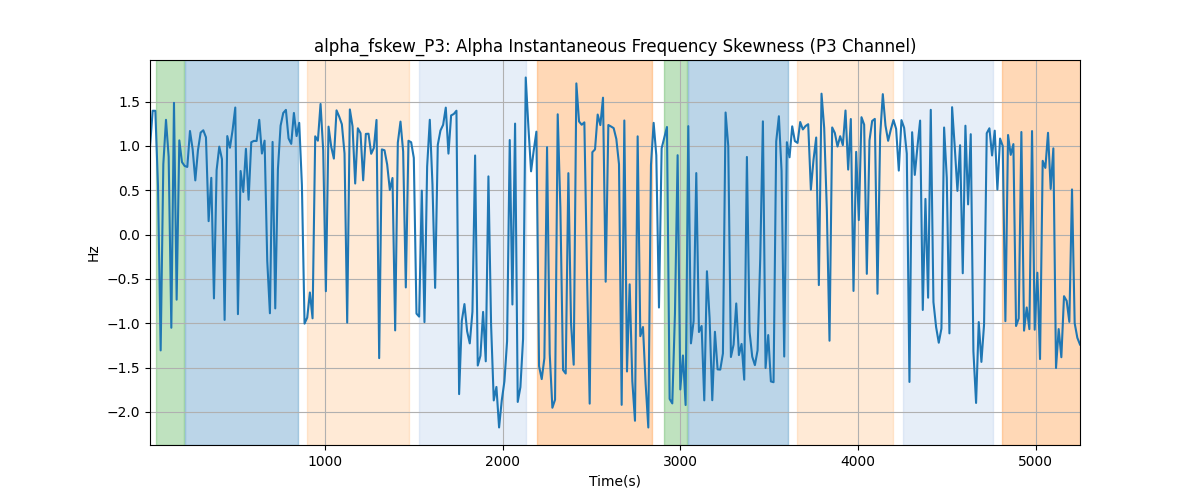 alpha_fskew_P3: Alpha Instantaneous Frequency Skewness (P3 Channel)
1.5
1.0
0.5
0.0
−0.5
−1.0
−1.5
−2.0
Hz
1000 2000 3000 4000 5000
Time(s)